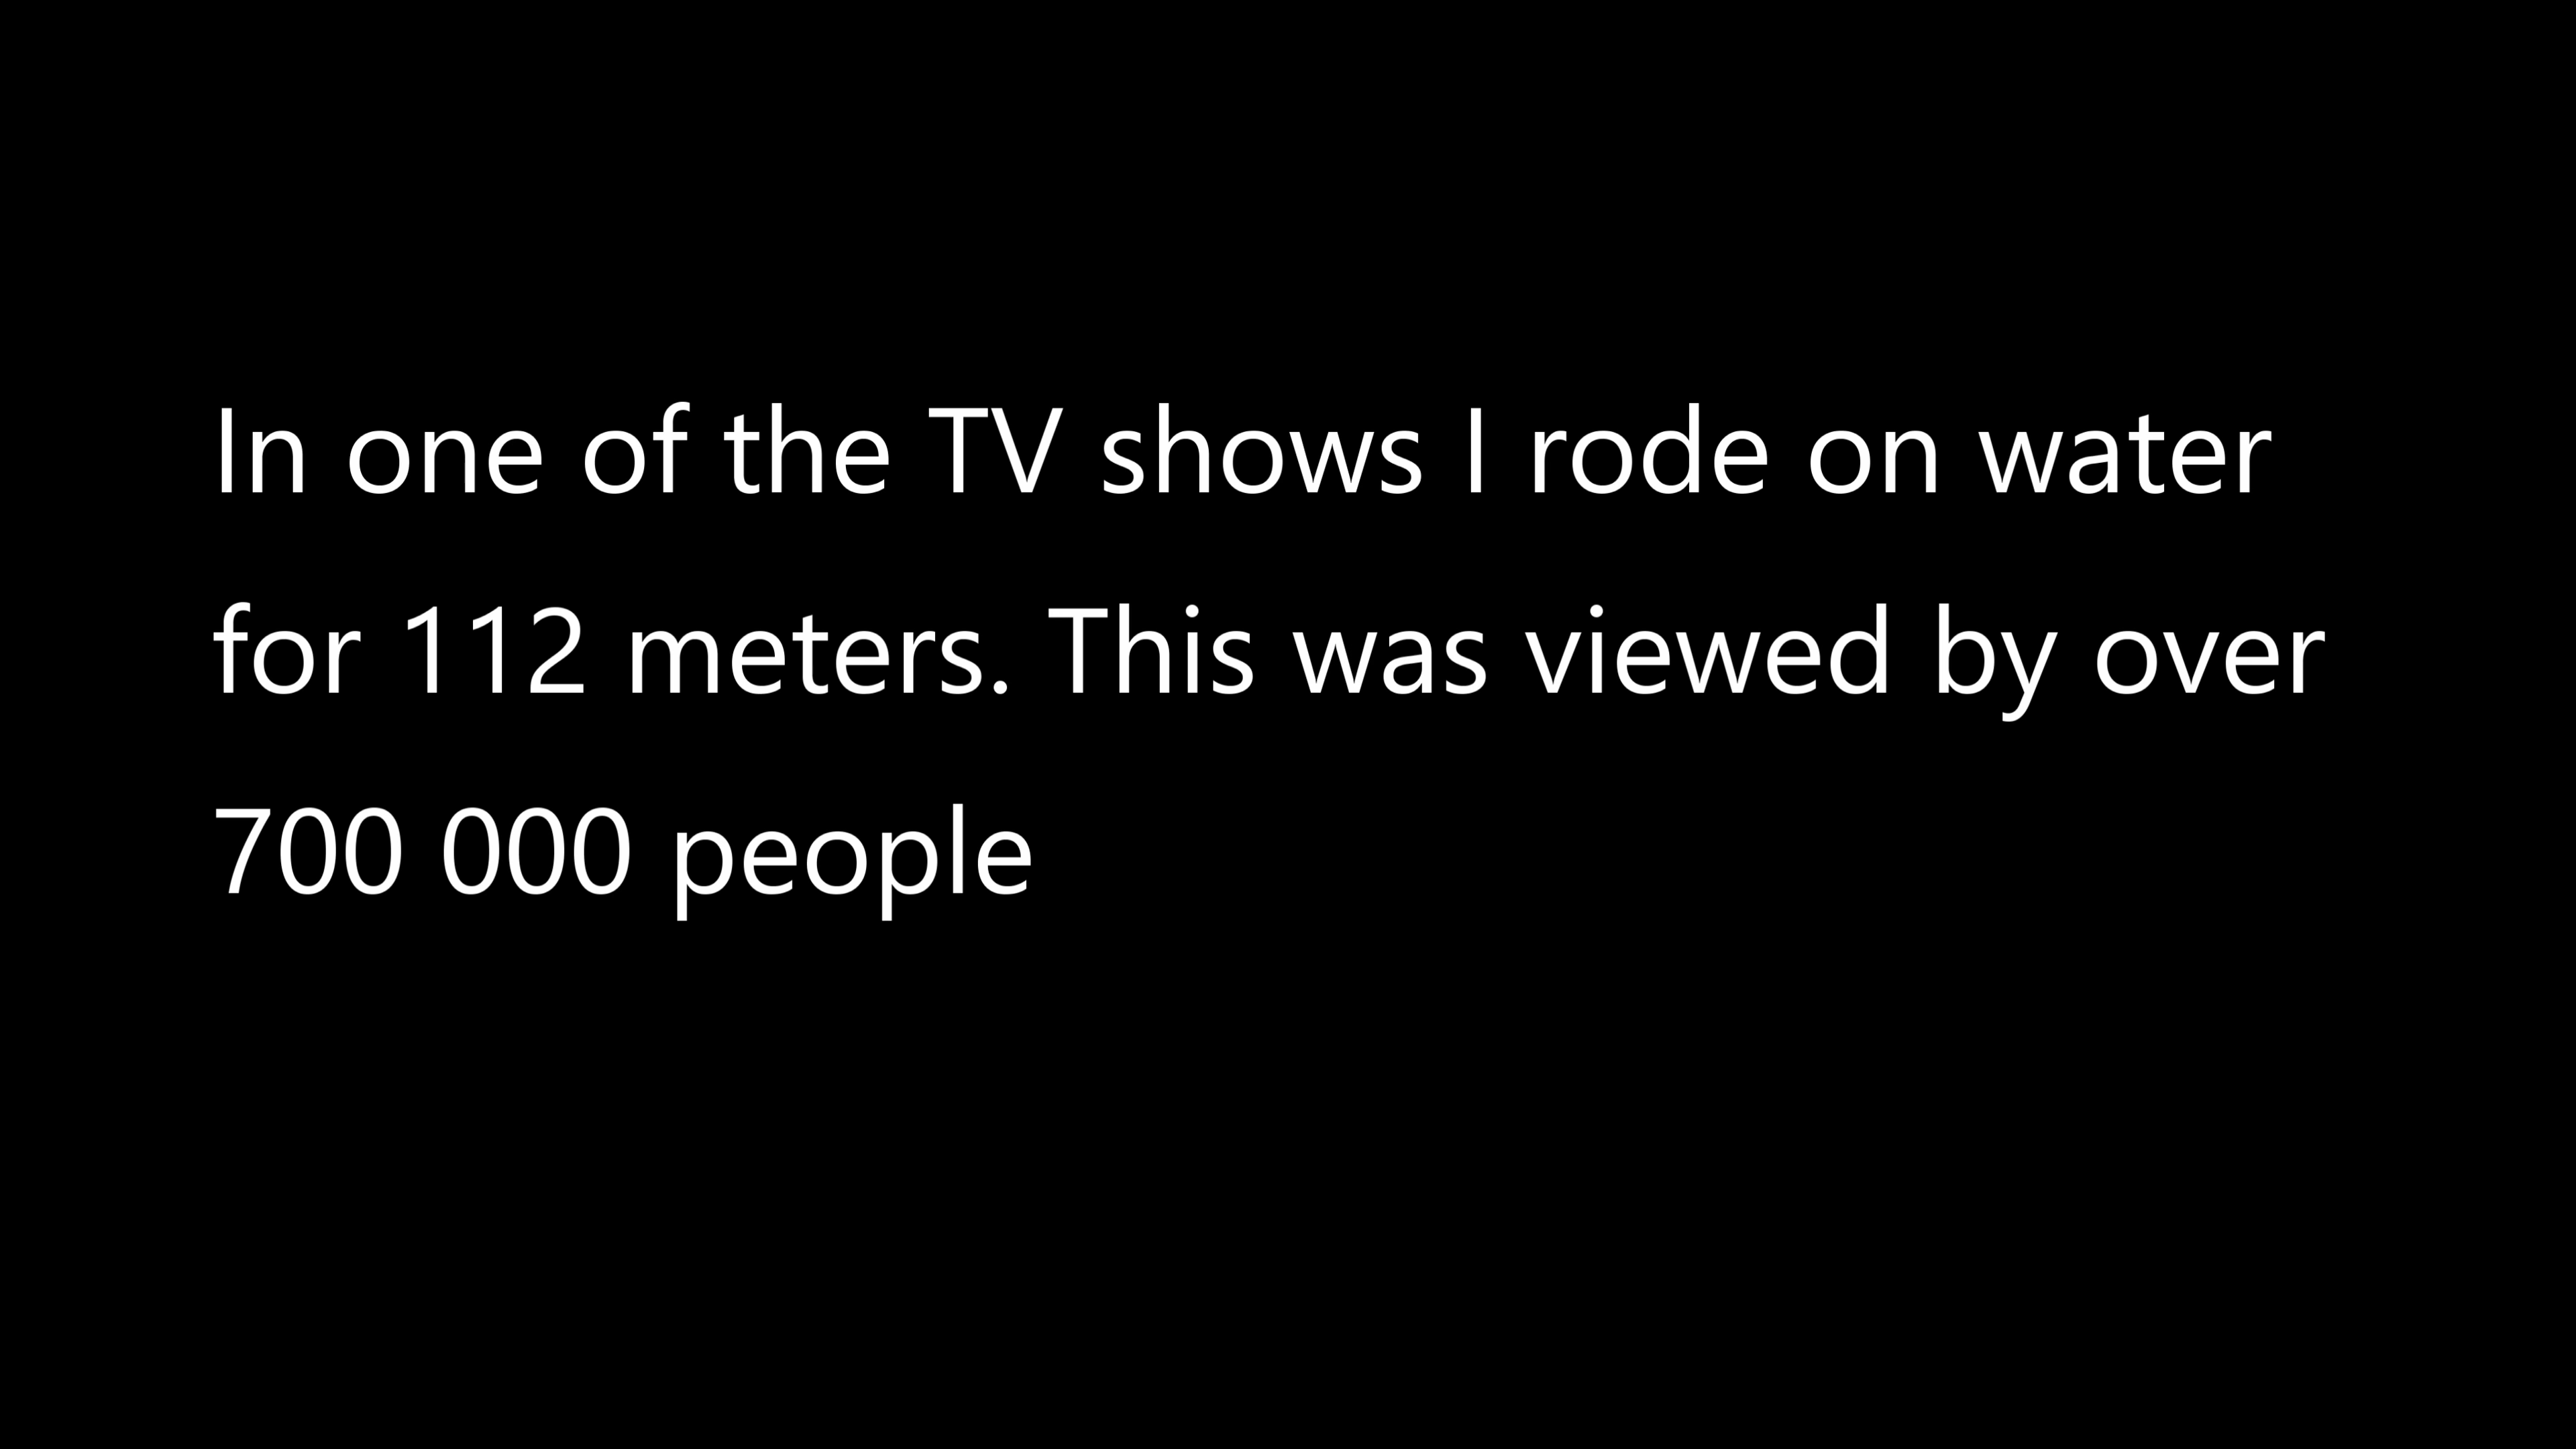 In one of the TV shows I rode on water
for 112 meters. This was viewed by over
700 000 people